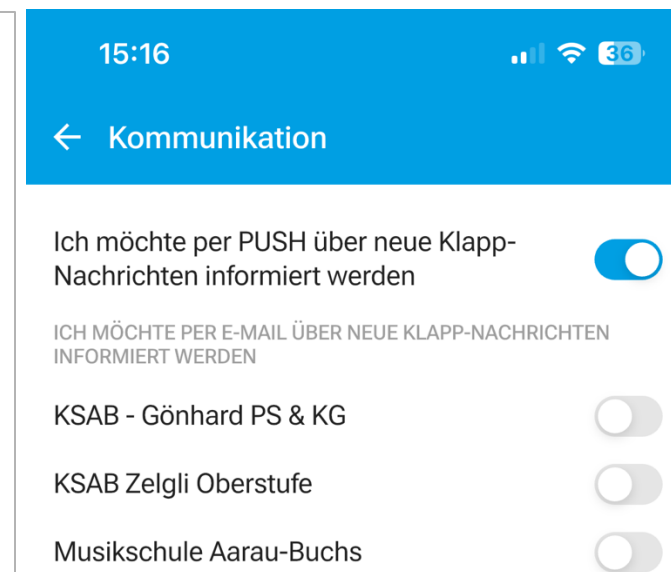 15:16
36
Kommunikation
Ich möchte per PUSH über neue Klapp-
Nachrichten informiert werden
ICH MÖCHTE PER E-MAIL ÜBER NEUE KLAPP-NACHRICHTEN
INFORMIERT WERDEN
KSAB - Gönhard PS & KG
KSAB Zelgli Oberstufe
Musikschule Aarau-Buchs